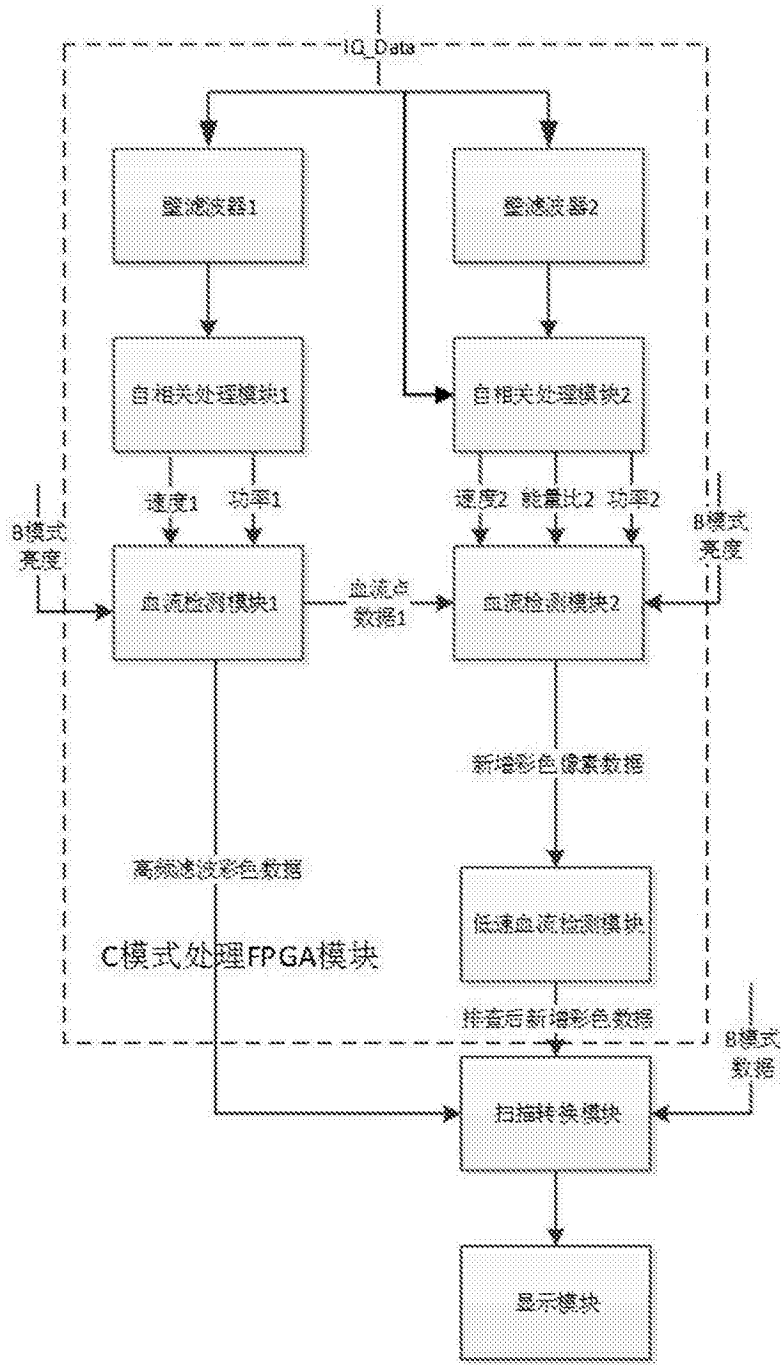 IQ_Data
壁滤波器1
壁滤波器2
自相关处理模块1
自相关处理模块2
速度1
功率1
速度2
能量比2
功率2
B模式
亮度
B模式
亮度
血流检测模块1
血流点
数据1
血流检测模块2
新增彩色像素数据
高频滤波彩色数据
低速血流检测模块
C模式处理FPGA模块
排查后新增彩色数据
B模式
数据
扫描转换模块
显示模块